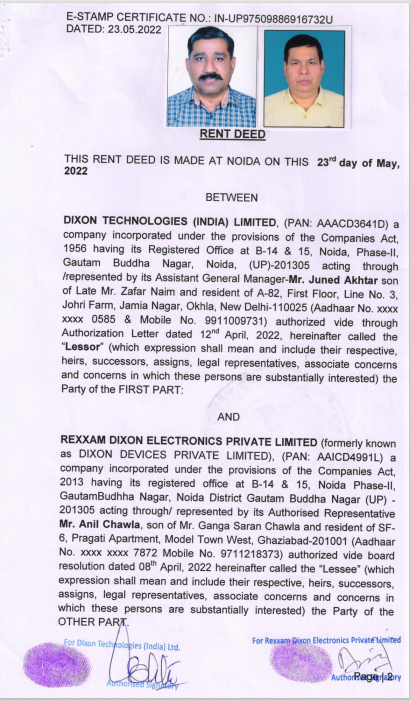 E-STAMP CERTIFICATE NO.: IN-UP97509886916732U
DATED: 23.05.2022
RENT DEED
THIS RENT DEED IS MADE AT NOIDA ON THIS 23rd day of May,
2022
BETWEEN
DIXON TECHNOLOGIES (INDIA) LIMITED, (PAN: AAACD3641D) a
company incorporated under the provisions of the Companies Act,
1956 having its Registered Office at B-14 & 15, Noida, Phase-II,
Gautam Buddha Nagar, Noida, (UP)-201305 acting through
/represented by its Assistant General Manager-Mr. Juned Akhtar son
of Late Mr. Zafar Naim and resident of A-82, First Floor, Line No. 3,
Johri Farm, Jamia Nagar, Okhla, New Delhi-110025 (Aadhaar No. xxxx
xxxx 0585 & Mobile No. 9911009731) authorized vide through
Authorization Letter dated 12nd April, 2022, hereinafter called the
"Lessor" (which expression shall mean and include their respective,
heirs, successors, assigns, legal representatives, associate concerns
and concerns in which these persons are substantially interested) the
Party of the FIRST PART:
AND
REXXAM DIXON ELECTRONICS PRIVATE LIMITED (formerly known
as DIXON DEVICES PRIVATE LIMITED), (PAN: AAICD4991L) a
company incorporated under the provisions of the Companies Act,
2013 having its registered office at B-14 & 15, Noida Phase-II,
GautamBudhha Nagar, Noida District Gautam Buddha Nagar (UP) -
201305 acting through/ represented by its Authorised Representative
Mr. Anil Chawla, son of Mr. Ganga Saran Chawla and resident of SF-
6, Pragati Apartment, Model Town West, Ghaziabad-201001 (Aadhaar
No. xxxx xxxx 7872 Mobile No. 9711218373) authorized vide board
resolution dated 08th April, 2022 hereinafter called the "Lessee" (which
expression shall mean and include their respective, heirs, successors,
assigns, legal representatives, associate concerns and concerns in
which these persons are substantially interested) the Party of the
OTHER PART.
For Dixon Technologies (India) Ltd.
Authorised Signatory
For Rexxam Dixon Electronics Private Limited
Authorised Signatory
Page | 2